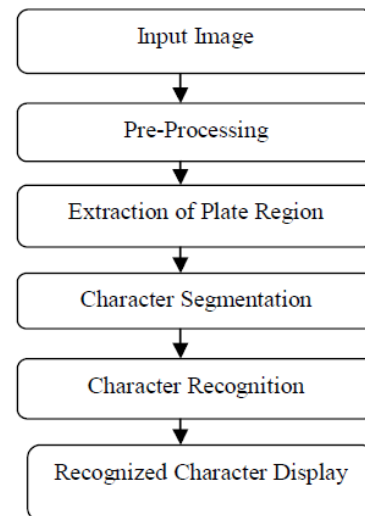 Input Image
Pre-Processing
Extraction of Plate Region
Character Segmentation
Character Recognition
Recognized Character Display